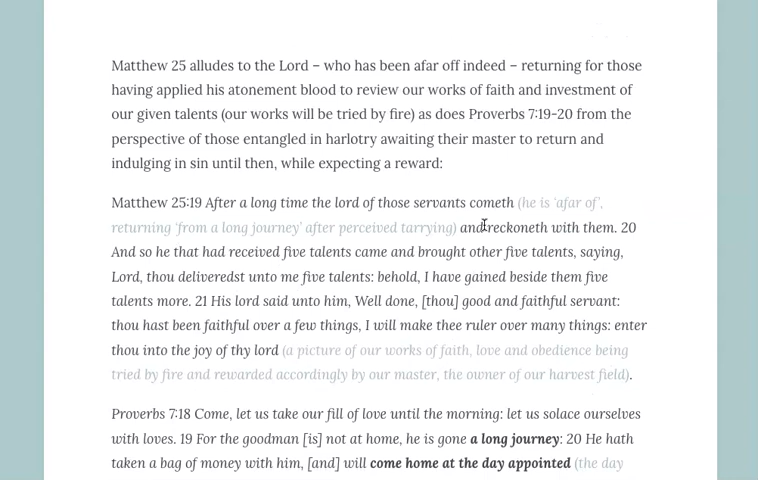 Matthew 25 alludes to the Lord – who has been afar off indeed – returning for those
having applied his atonement blood to review our works of faith and investment of
our given talents (our works will be tried by fire) as does Proverbs 7:19-20 from the
perspective of those entangled in harlotry awaiting their master to return and
indulging in sin until then, while expecting a reward:
Matthew 25:19 After a long time the lord of those servants cometh (he is ‘afar of’,
returning ‘from a long journey’ after perceived tarrying) and reckoneth with them. 20
And so he that had received five talents came and brought other five talents, saying,
Lord, thou deliveredst unto me five talents: behold, I have gained beside them five
talents more. 21 His lord said unto him, Well done, [thou] good and faithful servant:
thou hast been faithful over a few things, I will make thee ruler over many things: enter
thou into the joy of thy lord (a picture of our works of faith, love and obedience being
tried by fire and rewarded accordingly by our master, the owner of our harvest field).
Proverbs 7:18 Come, let us take our fill of love until the morning: let us solace ourselves
with loves. 19 For the goodman [is] not at home, he is gone a long journey: 20 He hath
taken a bag of money with him, [and] will come home at the day appointed (the day